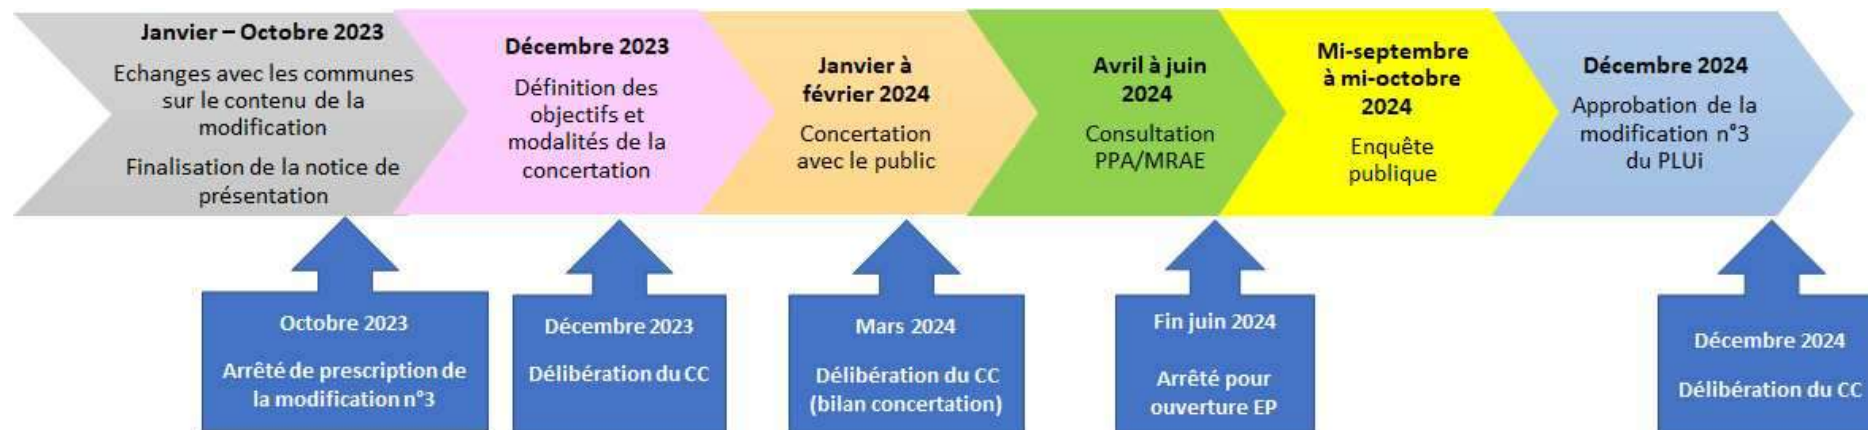 Janvier – Octobre 2023
Echanges avec les communes
sur le contenu de la
modification
Finalisation de la notice de
présentation
Décembre 2023
Définition des
objectifs et
modalités de la
concertation
Janvier à
février 2024
Concertation
avec le public
Avril à juin
2024
Consultation
PPA/MRAE
Mi-septembre
à mi-octobre
2024
Enquête
publique
Décembre 2024
Approbation de la
modification n°3
du PLUi
Octobre 2023
Arrêté de prescription de
la modification n°3
Décembre 2023
Délibération du CC
Mars 2024
Délibération du CC
(bilan concertation)
Fin juin 2024
Arrêté pour
ouverture EP
Décembre 2024
Délibération du CC